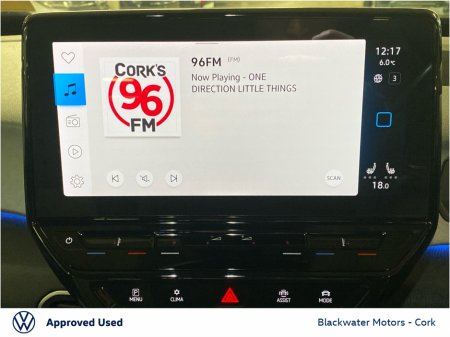 CORK'S
96
FM
96FM (FM)
Now Playing - ONE
DIRECTION LITTLE THINGS
SCAN
12:17
6.0°C
3
18.0
P
MENU
CLIMA
ASSIST
MODE
Approved Used
Blackwater Motors - Cork